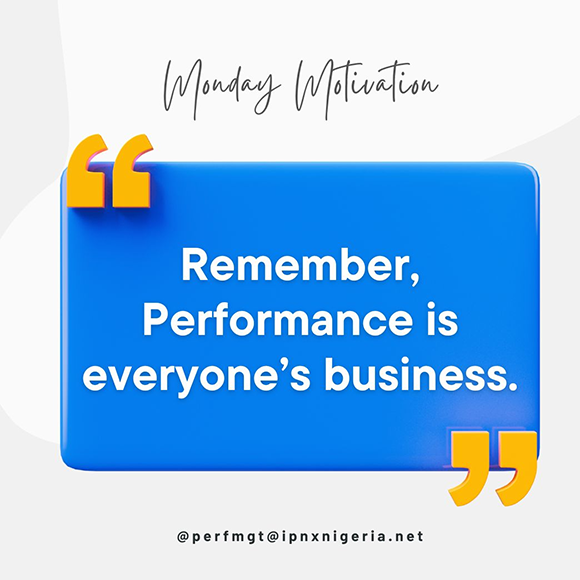 Monday Motivation
“Remember,
Performance is
everyone’s business.”
@perfmgt@ipnxnigeria.net